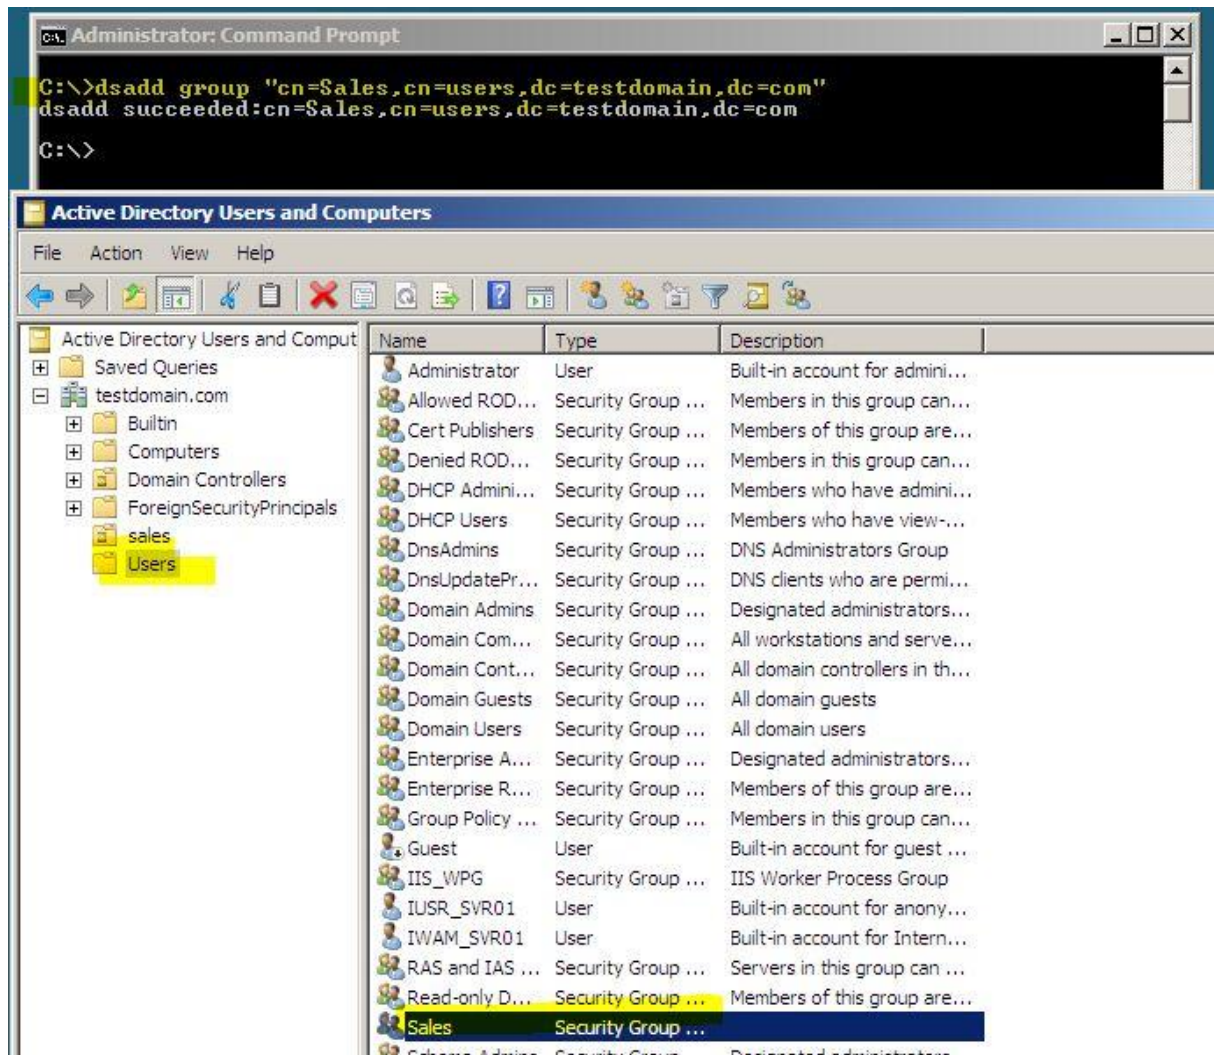 Administrator: Command Prompt
C:\>dsadd group "cn=Sales,cn=users,dc=testdomain,dc=com"
dsadd succeeded:cn=Sales,cn=users,dc=testdomain,dc=com
C:\>
Active Directory Users and Computers
File Action View Help
Active Directory Users and Comput
Saved Queries
testdomain.com
Builtin
Computers
Domain Controllers
ForeignSecurityPrincipals
sales
Users
Name Type Description
Administrator User Built-in account for admini...
Allowed ROD... Security Group ... Members in this group can...
Cert Publishers Security Group ... Members of this group are...
Denied ROD... Security Group ... Members in this group can...
DHCP Admini... Security Group ... Members who have admini...
DHCP Users Security Group ... Members who have view-...
DnsAdmins Security Group ... DNS Administrators Group
DnsUpdatePr... Security Group ... DNS clients who are permi...
Domain Admins Security Group ... Designated administrators...
Domain Com... Security Group ... All workstations and serve...
Domain Cont... Security Group ... All domain controllers in th...
Domain Guests Security Group ... All domain guests
Domain Users Security Group ... All domain users
Enterprise A... Security Group ... Designated administrators...
Enterprise R... Security Group ... Members of this group are...
Group Policy ... Security Group ... Members in this group can...
Guest User Built-in account for guest ...
IIS_WPG Security Group ... IIS Worker Process Group
IUSR_SVR01 User Built-in account for anony...
IWAM_SVR01 User Built-in account for Intern...
RAS and IAS ... Security Group ... Servers in this group can ...
Read-only D... Security Group ... Members of this group are...
Sales Security Group ...